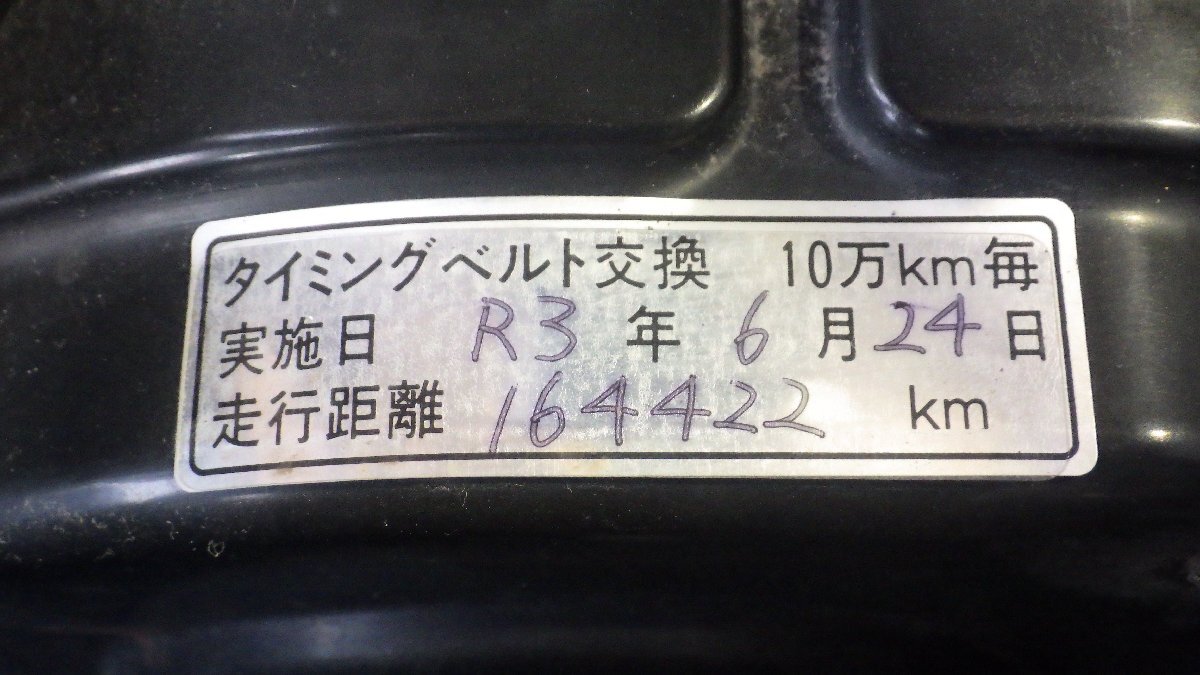 タイミングベルト交換 10万km毎
実施日 R3 年 6 月 24 日
走行距離 164422 km